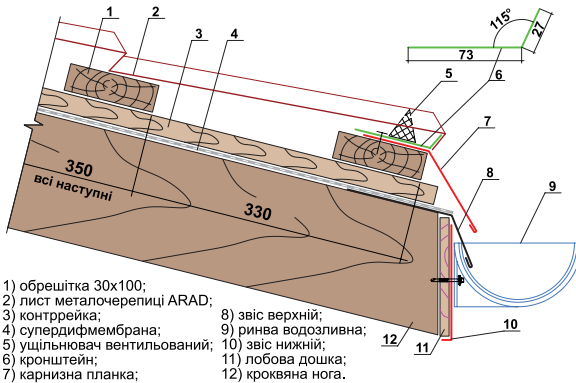 1
2
3
4
115°
27
73
5
6
7
8
9
350
всі наступні
330
10
11
12
1) обрешітка 30х100;
2) лист металочерепиці ARAD;
3) контррейка;
4) супердифмембрана;
5) ущільнювач вентильований;
6) кронштейн;
7) карнизна планка;
8) звіс верхній;
9) ринва водозливна;
10) звіс нижній;
11) лобова дошка;
12) кроквяна нога.